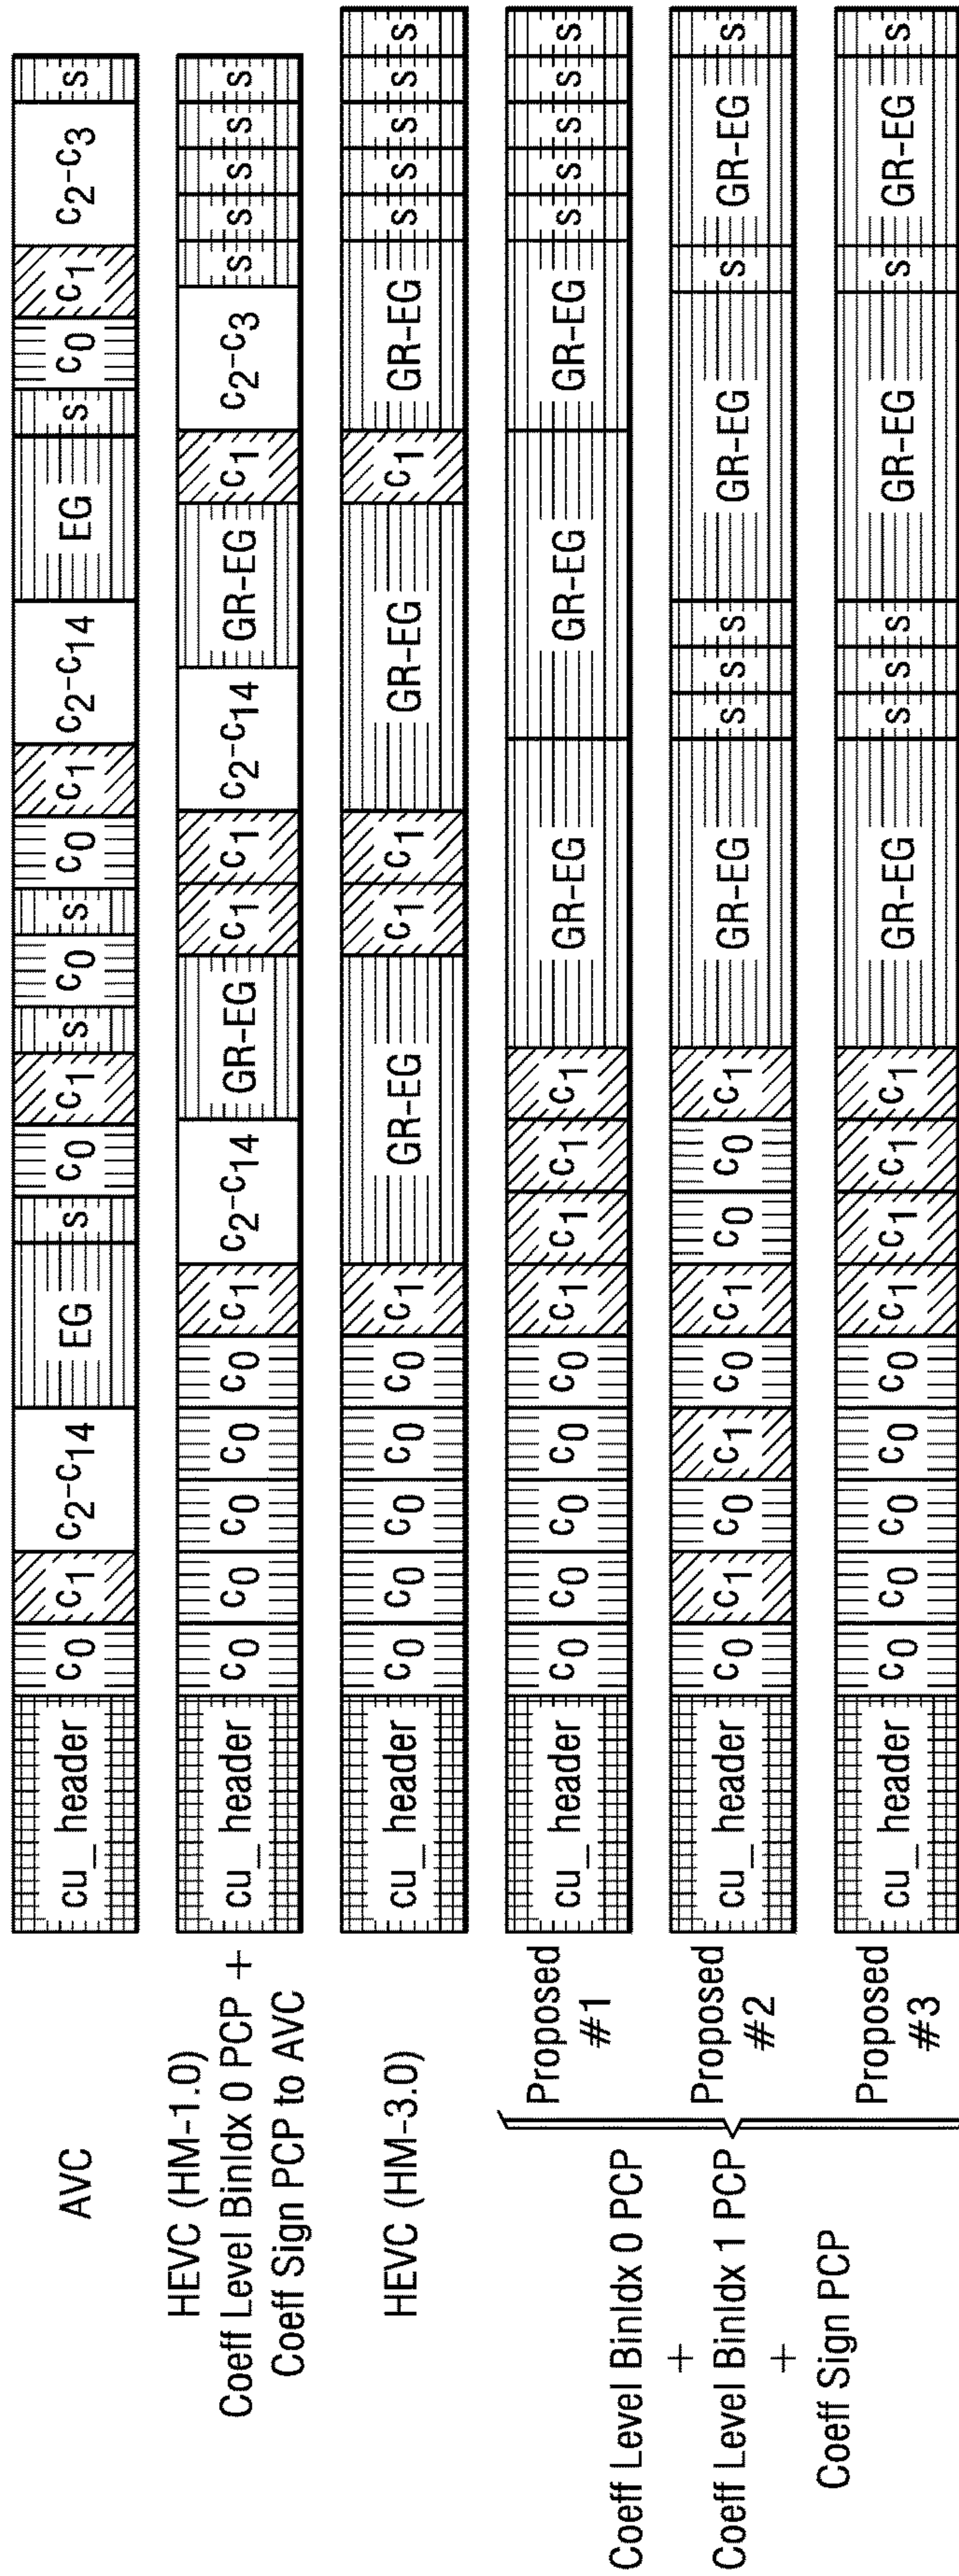 AVC
cu_header c₀ c₁ c₂-c₁₄ EG s c₀ c₁ s c₀ s c₀ c₁ c₂-c₁₄ EG s c₀ c₁ c₂-c₃ s
HEVC (HM-1.0)
Coeff Level BinIdx 0 PCP +
Coeff Sign PCP to AVC
cu_header c₀ c₀ c₀ c₀ c₀ c₁ c₂-c₁₄ GR-EG c₁ c₁ c₂-c₁₄ GR-EG c₁ c₂-c₃ s s s s s
HEVC (HM-3.0)
cu_header c₀ c₀ c₀ c₀ c₀ c₁ GR-EG c₁ c₁ GR-EG c₁ GR-EG s s s s s
Coeff Level BinIdx 0 PCP
+
Coeff Level BinIdx 1 PCP
+
Coeff Sign PCP
Proposed
#1
cu_header c₀ c₀ c₀ c₀ c₀ c₁ c₁ c₁ c₁ GR-EG GR-EG GR-EG s s s s s
Proposed
#2
cu_header c₀ c₁ c₀ c₁ c₀ c₁ c₀ c₀ c₁ GR-EG s s s GR-EG s GR-EG s
Proposed
#3
cu_header c₀ c₀ c₀ c₀ c₀ c₁ c₁ c₁ c₁ GR-EG s s s GR-EG s GR-EG s